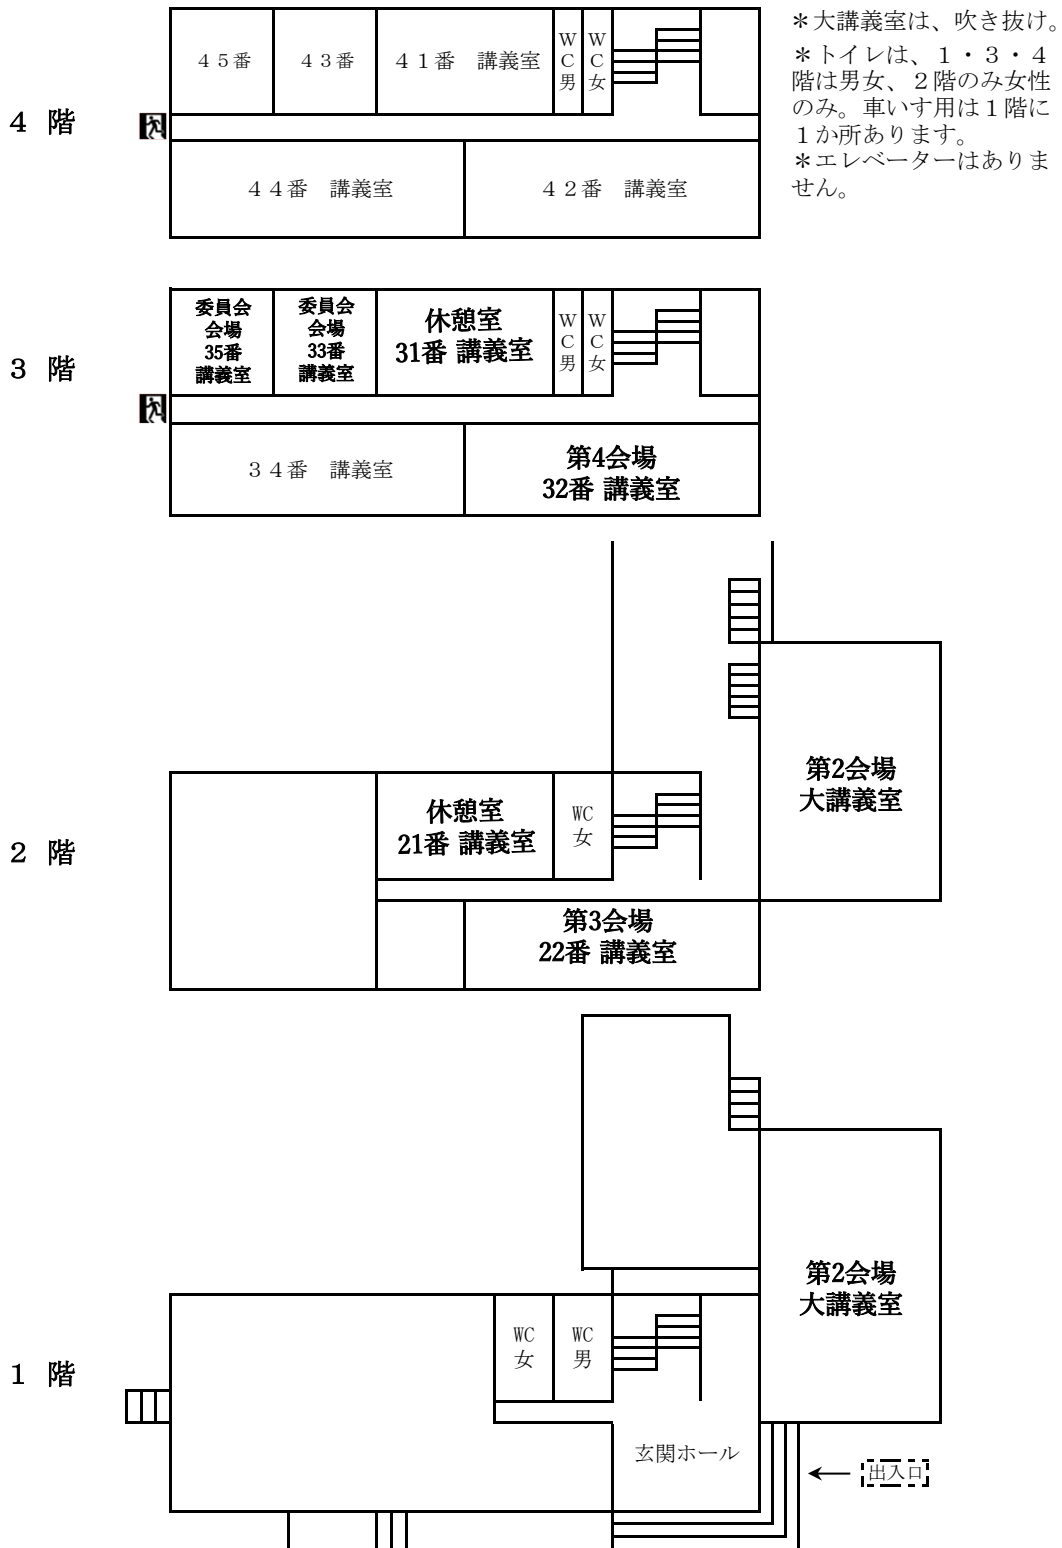 ＊大講義室は、吹き抜け。
＊トイレは、１・３・４
階は男女、２階のみ女性
のみ。車いす用は１階に
１か所あります。
＊エレベーターはありま
せん。
４ 階
４５番
４３番
４１番　講義室
ＷＣ男
ＷＣ女
４４番　講義室
４２番　講義室
３ 階
委員会
会場
35番
講義室
委員会
会場
33番
講義室
休憩室
31番 講義室
ＷＣ男
ＷＣ女
３４番　講義室
第4会場
32番 講義室
２ 階
休憩室
21番 講義室
WC
女
第2会場
大講義室
第3会場
22番 講義室
１ 階
WC
女
WC
男
第2会場
大講義室
玄関ホール
出入口